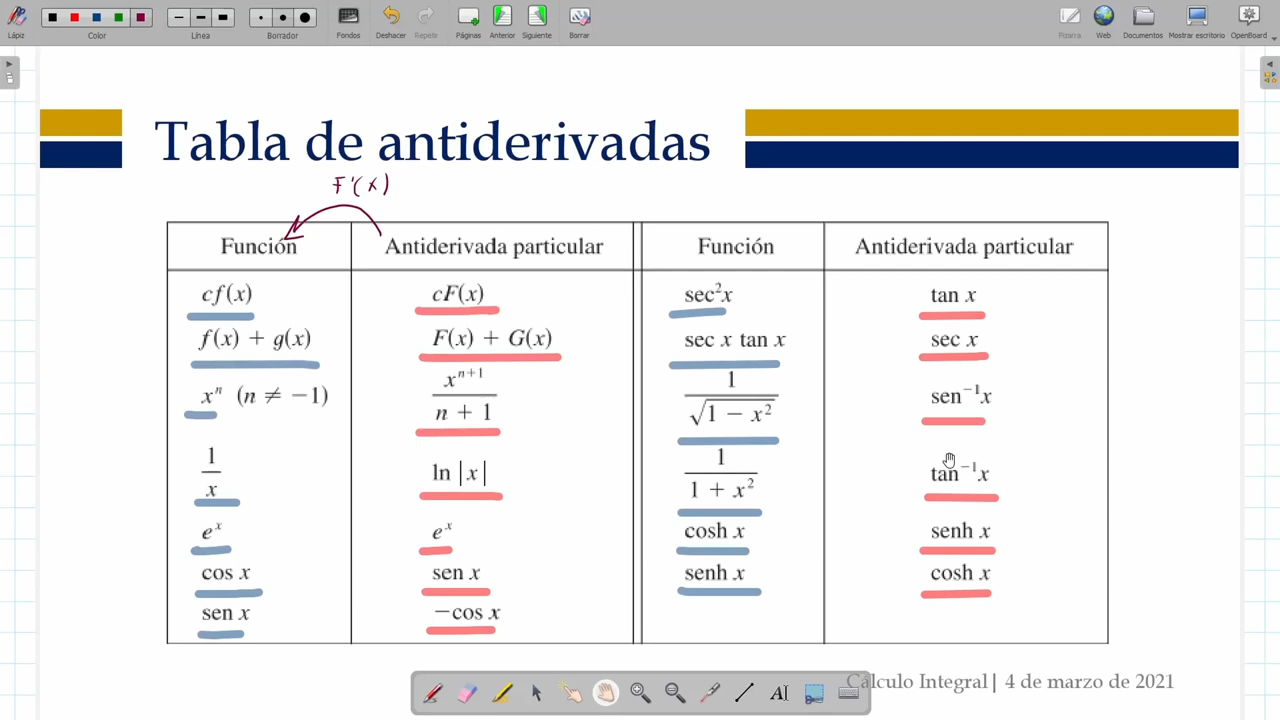 Lápiz
Color
Línea
Borrador
Fondos
Deshacer
Repetir
Páginas
Anterior
Siguiente
Borrar
Pizarra
Web
Documentos
Mostrar escritorio
OpenBoard
Tabla de antiderivadas
F'(x)
Función Antiderivada particular Función Antiderivada particular
cf(x) cF(x) sec²x tan x
f(x) + g(x) F(x) + G(x) sec x tan x sec x
xⁿ (n ≠ −1) xⁿ⁺¹/(n + 1) 1/√(1 − x²) sen⁻¹x
1/x ln |x| 1/(1 + x²) tan⁻¹x
eˣ eˣ cosh x senh x
cos x sen x senh x cosh x
sen x −cos x
Cálculo Integral| 4 de marzo de 2021